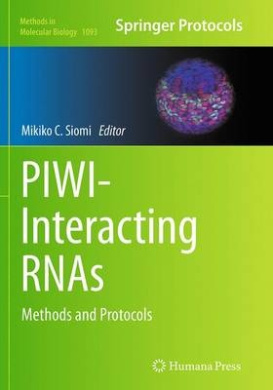 Methods in
Molecular Biology 1093
Springer Protocols
Mikiko C. Siomi Editor
PIWI-
Interacting
RNAs
Methods and Protocols
Humana Press